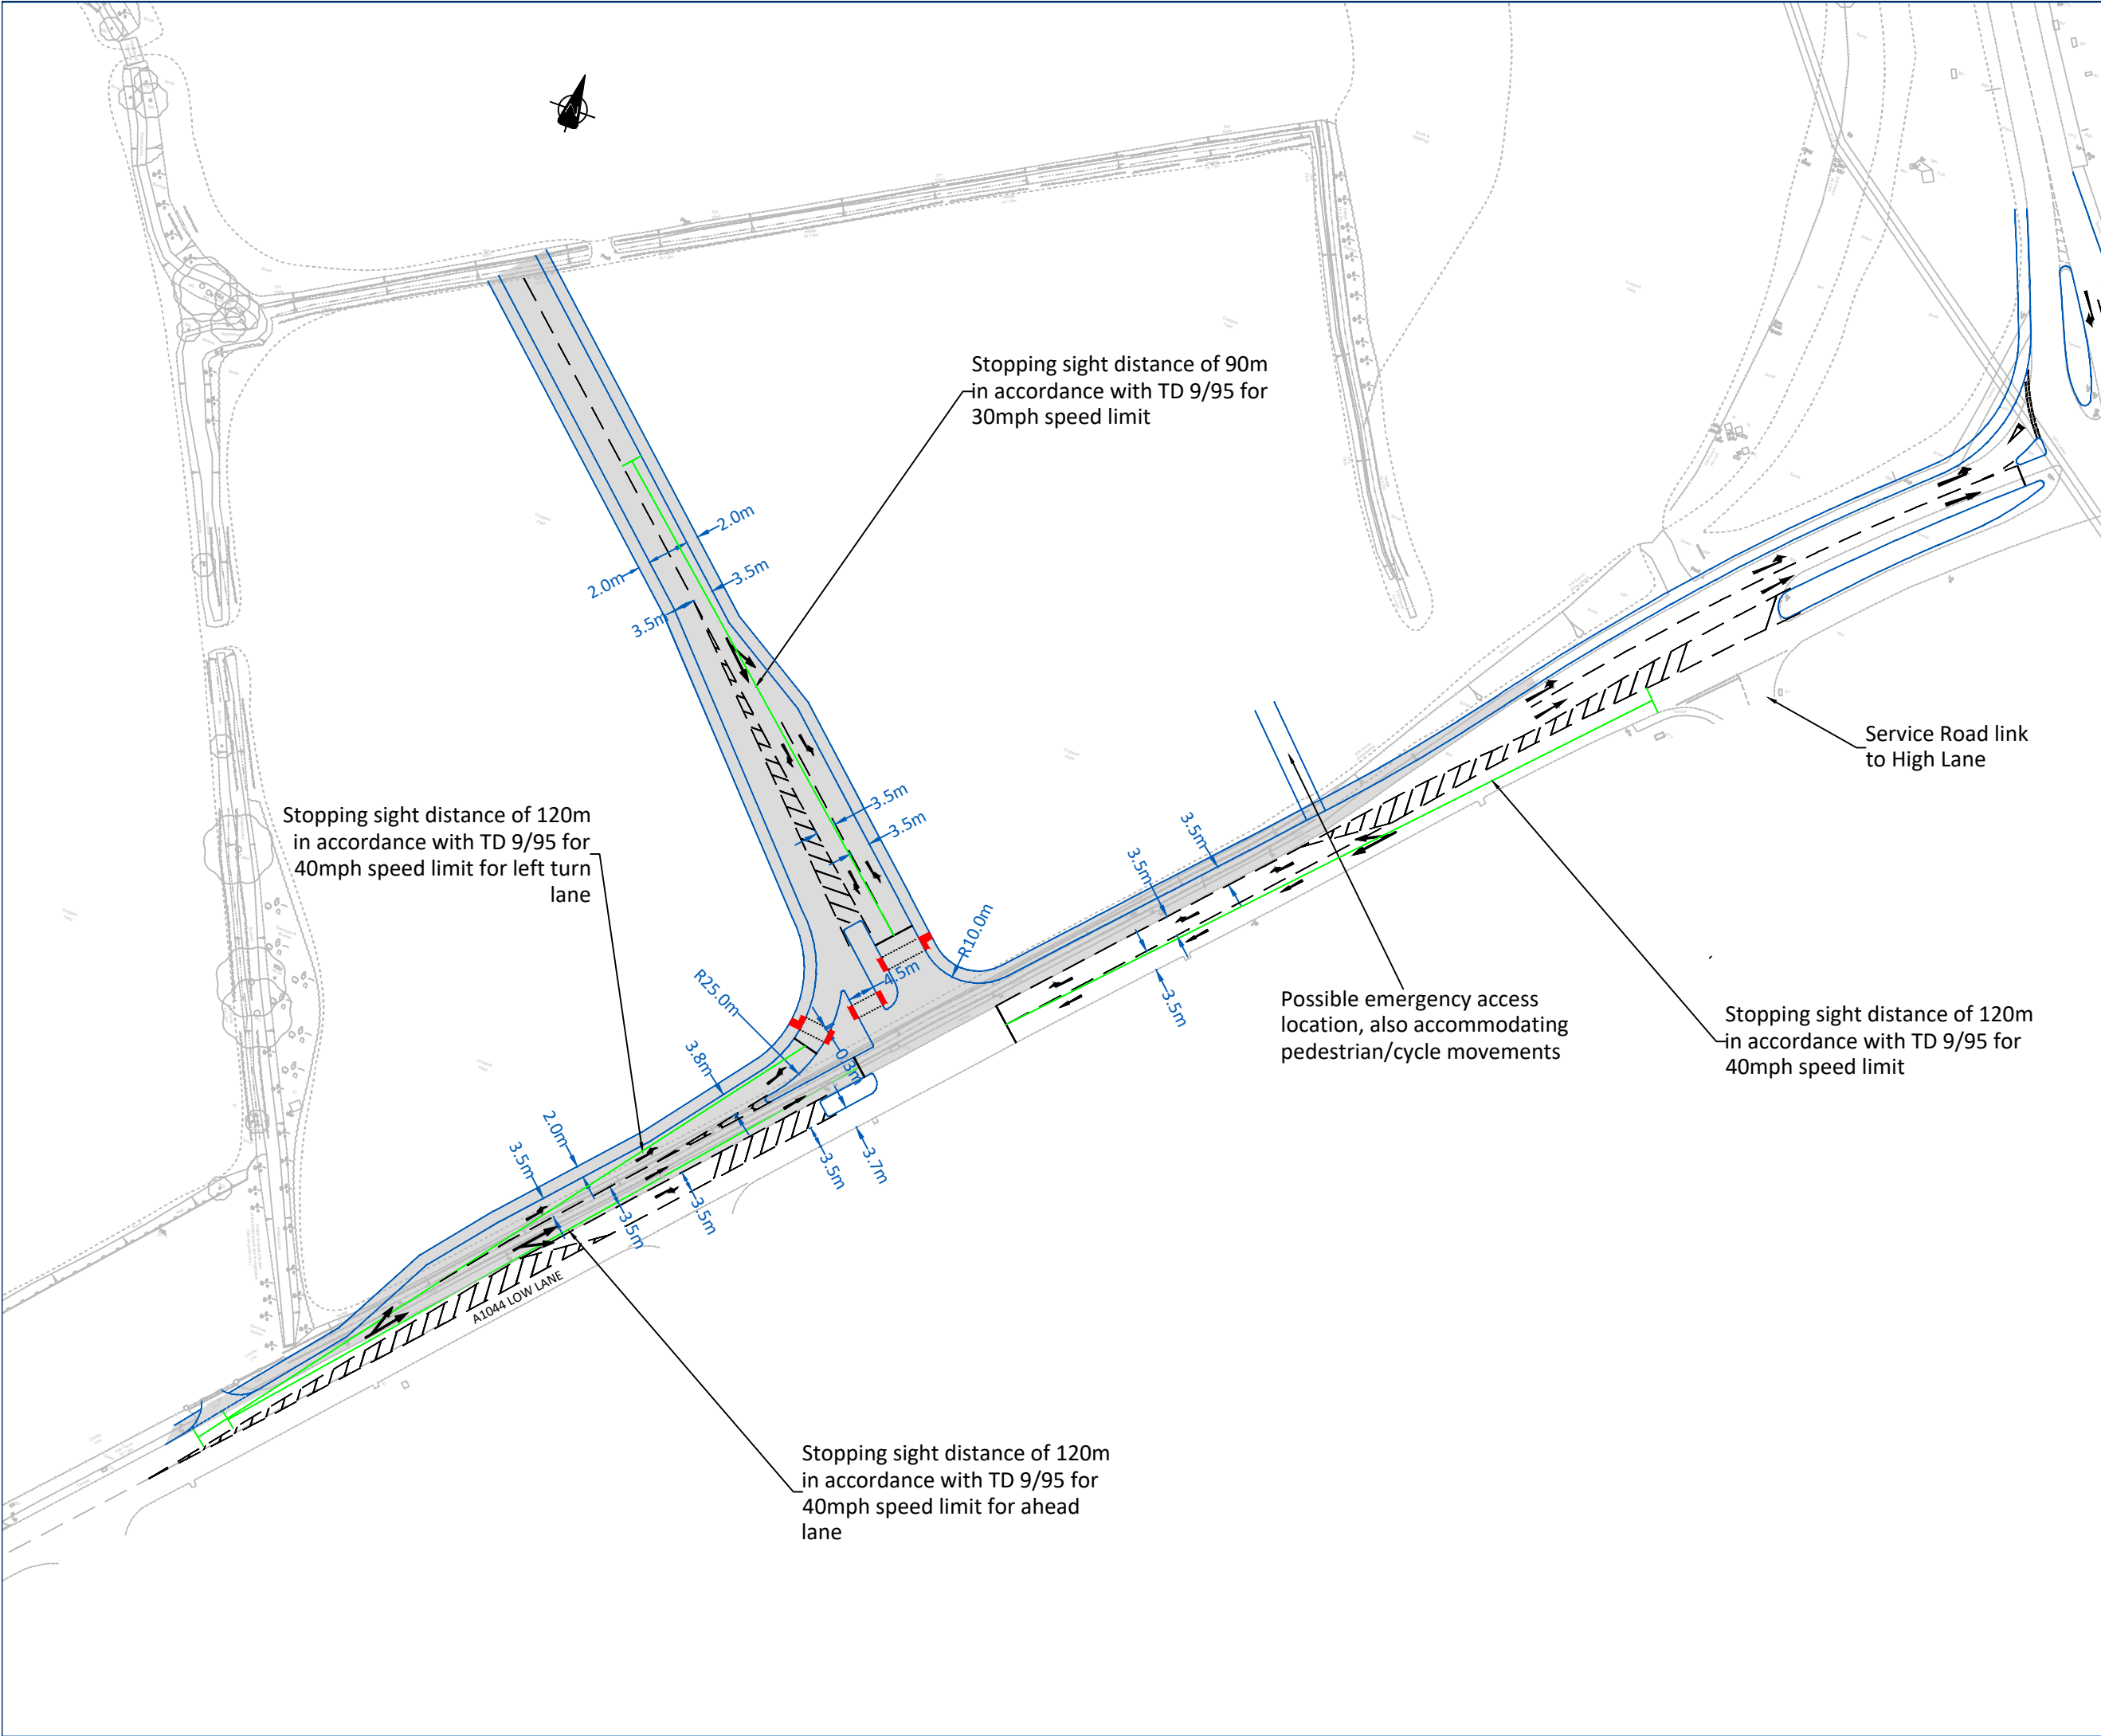 Stopping sight distance of 90m
in accordance with TD 9/95 for
30mph speed limit
2.0m
3.5m
2.0m
3.5m
Service Road link
to High Lane
Stopping sight distance of 120m
in accordance with TD 9/95 for
40mph speed limit for left turn
lane
3.5m
3.5m
3.5m
3.5m
R10.0m
4.5m
R25.0m
3.5m
Possible emergency access
location, also accommodating
pedestrian/cycle movements
Stopping sight distance of 120m
in accordance with TD 9/95 for
40mph speed limit
3.8m
0.3m
2.0m
3.5m
3.5m
3.7m
3.5m
3.5m
A1044 LOW LANE
Stopping sight distance of 120m
in accordance with TD 9/95 for
40mph speed limit for ahead
lane